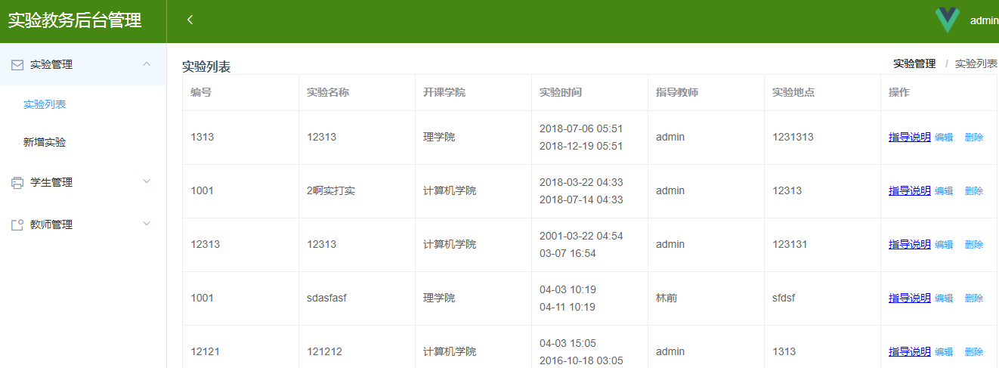 实验教务后台管理
admin
实验管理
实验列表
新增实验
学生管理
教师管理
实验列表
实验管理 / 实验列表
编号 实验名称 开课学院 实验时间 指导教师 实验地点 操作
1313 12313 理学院 2018-07-06 05:51 admin 1231313 指导说明 编辑 删除
2018-12-19 05:51
1001 2啊实打实 计算机学院 2018-03-22 04:33 admin 12313 指导说明 编辑 删除
2018-07-14 04:33
12313 12313 计算机学院 2001-03-22 04:54 admin 123131 指导说明 编辑 删除
03-07 16:54
1001 sdasfasf 理学院 04-03 10:19 林前 sfdsf 指导说明 编辑 删除
04-11 10:19
12121 121212 计算机学院 04-03 15:05 admin 1313 指导说明 编辑 删除
2016-10-18 03:05